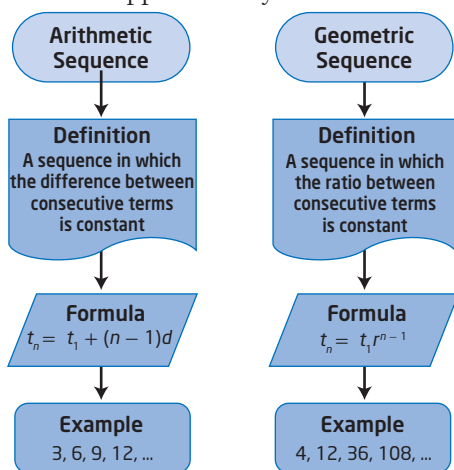 Arithmetic
Sequence
Definition
A sequence in which
the difference between
consecutive terms
is constant
Formula
tₙ = t₁ + (n − 1)d
Example
3, 6, 9, 12, ...
Geometric
Sequence
Definition
A sequence in which
the ratio between
consecutive terms
is constant
Formula
tₙ = t₁rⁿ ⁻ ¹
Example
4, 12, 36, 108, ...